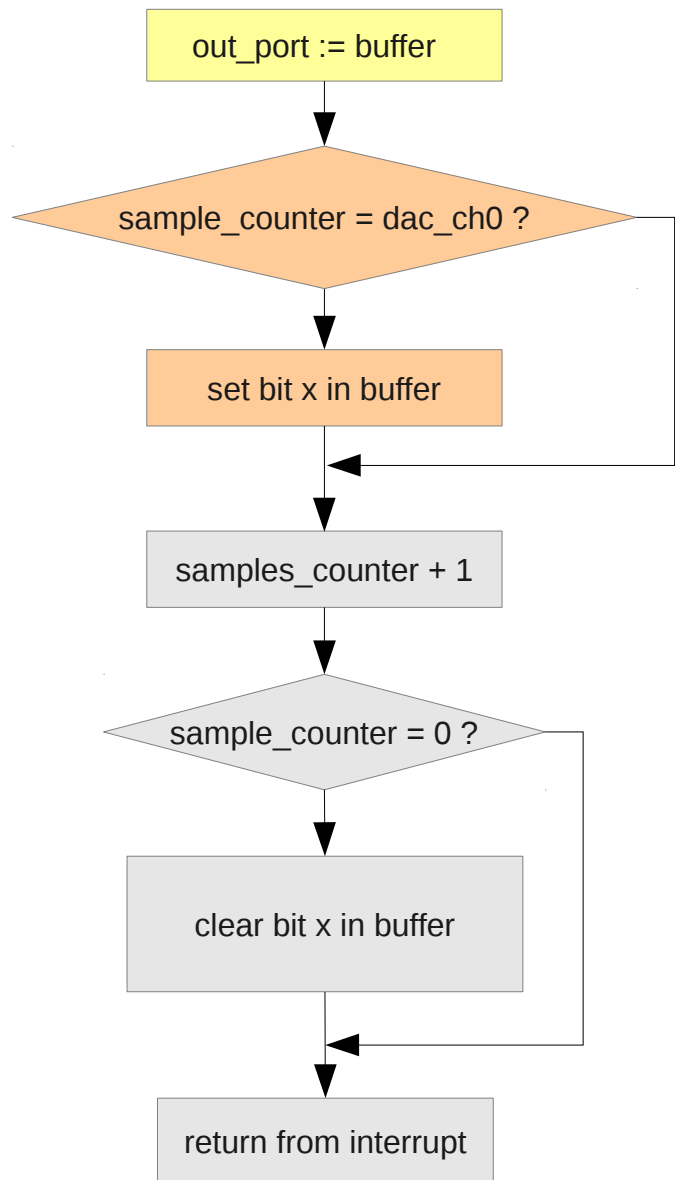 out_port := buffer
sample_counter = dac_ch0 ?
set bit x in buffer
samples_counter + 1
sample_counter = 0 ?
clear bit x in buffer
return from interrupt